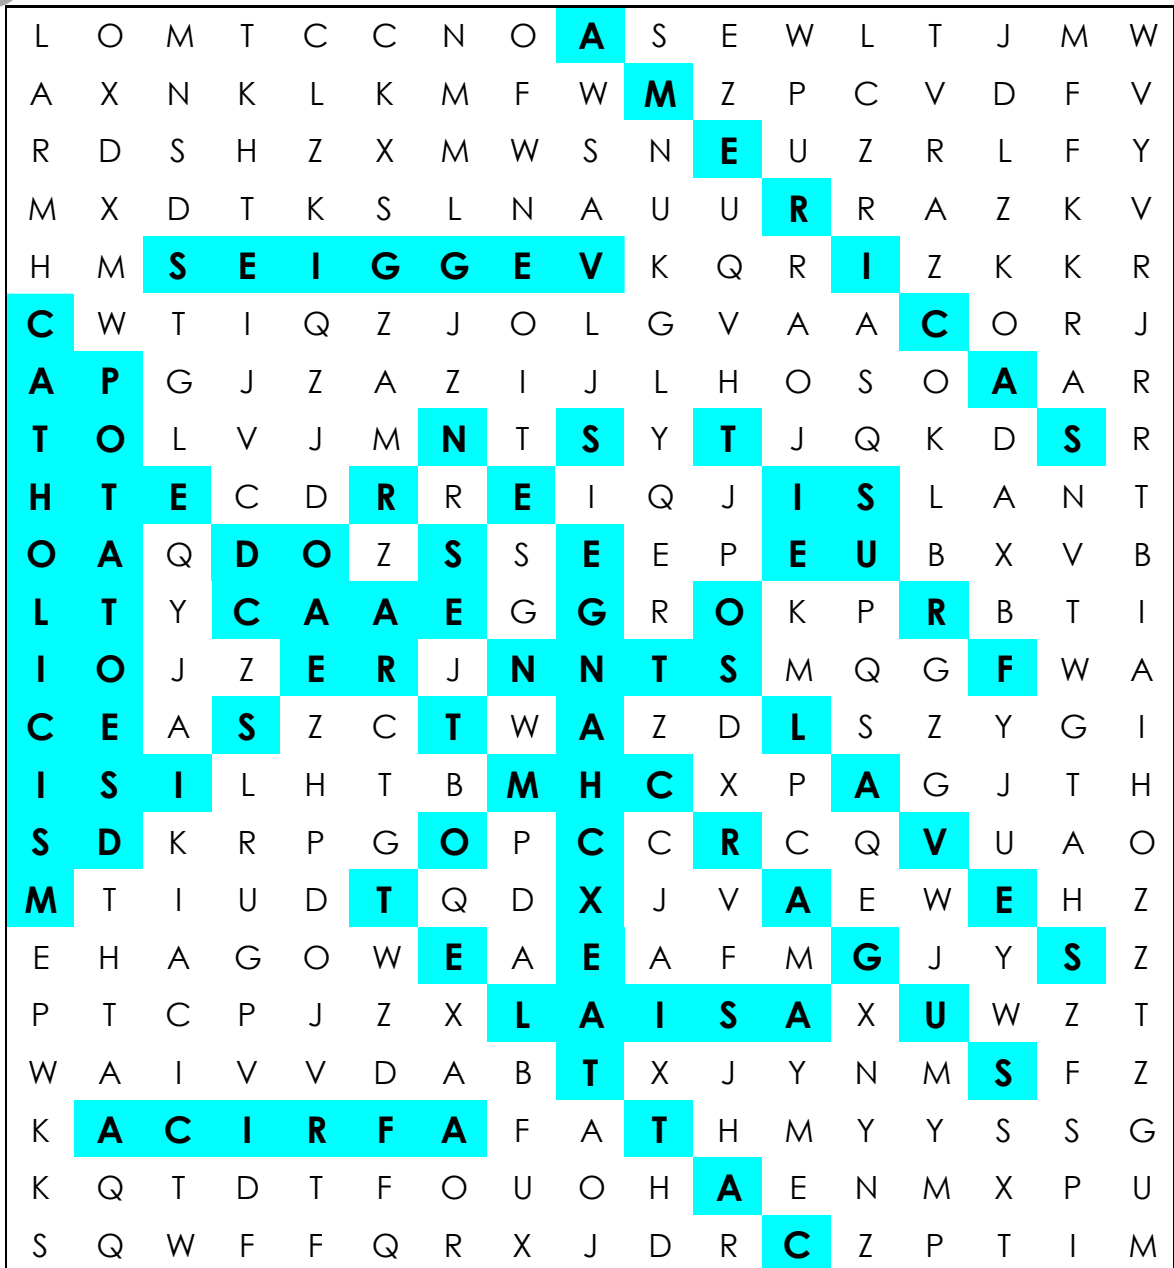 L O M T C C N O A S E W L T J M W
A X N K L K M F W M Z P C V D F V
R D S H Z X M W S N E U Z R L F Y
M X D T K S L N A U U R R A Z K V
H M S E I G G E V K Q R I Z K K R
C W T I Q Z J O L G V A A C O R J
A P G J Z A Z I J L H O S O A A R
T O L V J M N T S Y T J Q K D S R
H T E C D R R E I Q J I S L A N T
O A Q D O Z S S E E P E U B X V B
L T Y C A A E G G R O K P R B T I
I O J Z E R J N N T S M Q G F W A
C E A S Z C T W A Z D L S Z Y G I
I S I L H T B M H C X P A G J T H
S D K R P G O P C C R C Q V U A O
M T I U D T Q D X J V A E W E H Z
E H A G O W E A E A F M G J Y S Z
P T C P J Z X L A I S A X U W Z T
W A I V V D A B T X J Y N M S F Z
K A C I R F A F A T H M Y Y S S G
K Q T D T F O U O H A E N M X P U
S Q W F F Q R X J D R C Z P T I M